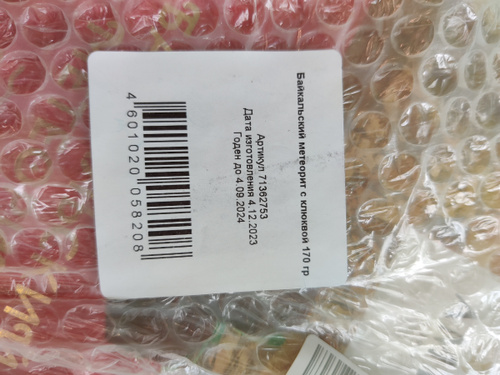 Байкальский метеорит с клюквой 170 гр
Артикул 71362753
Дата изготовления 4.12.2023
Годен до 4.09.2024
4 601020 058208